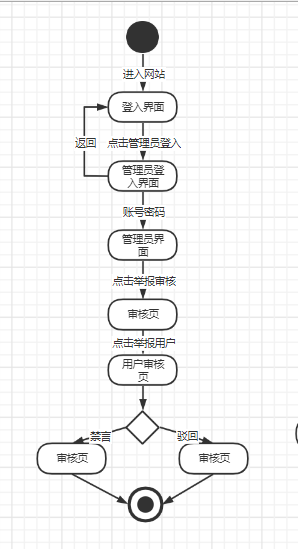 进入网站
登入界面
返回
点击管理员登入
管理员登
入界面
账号密码
管理员界
面
点击举报审核
审核页
点击举报用户
用户审核
页
禁言
驳回
审核页
审核页